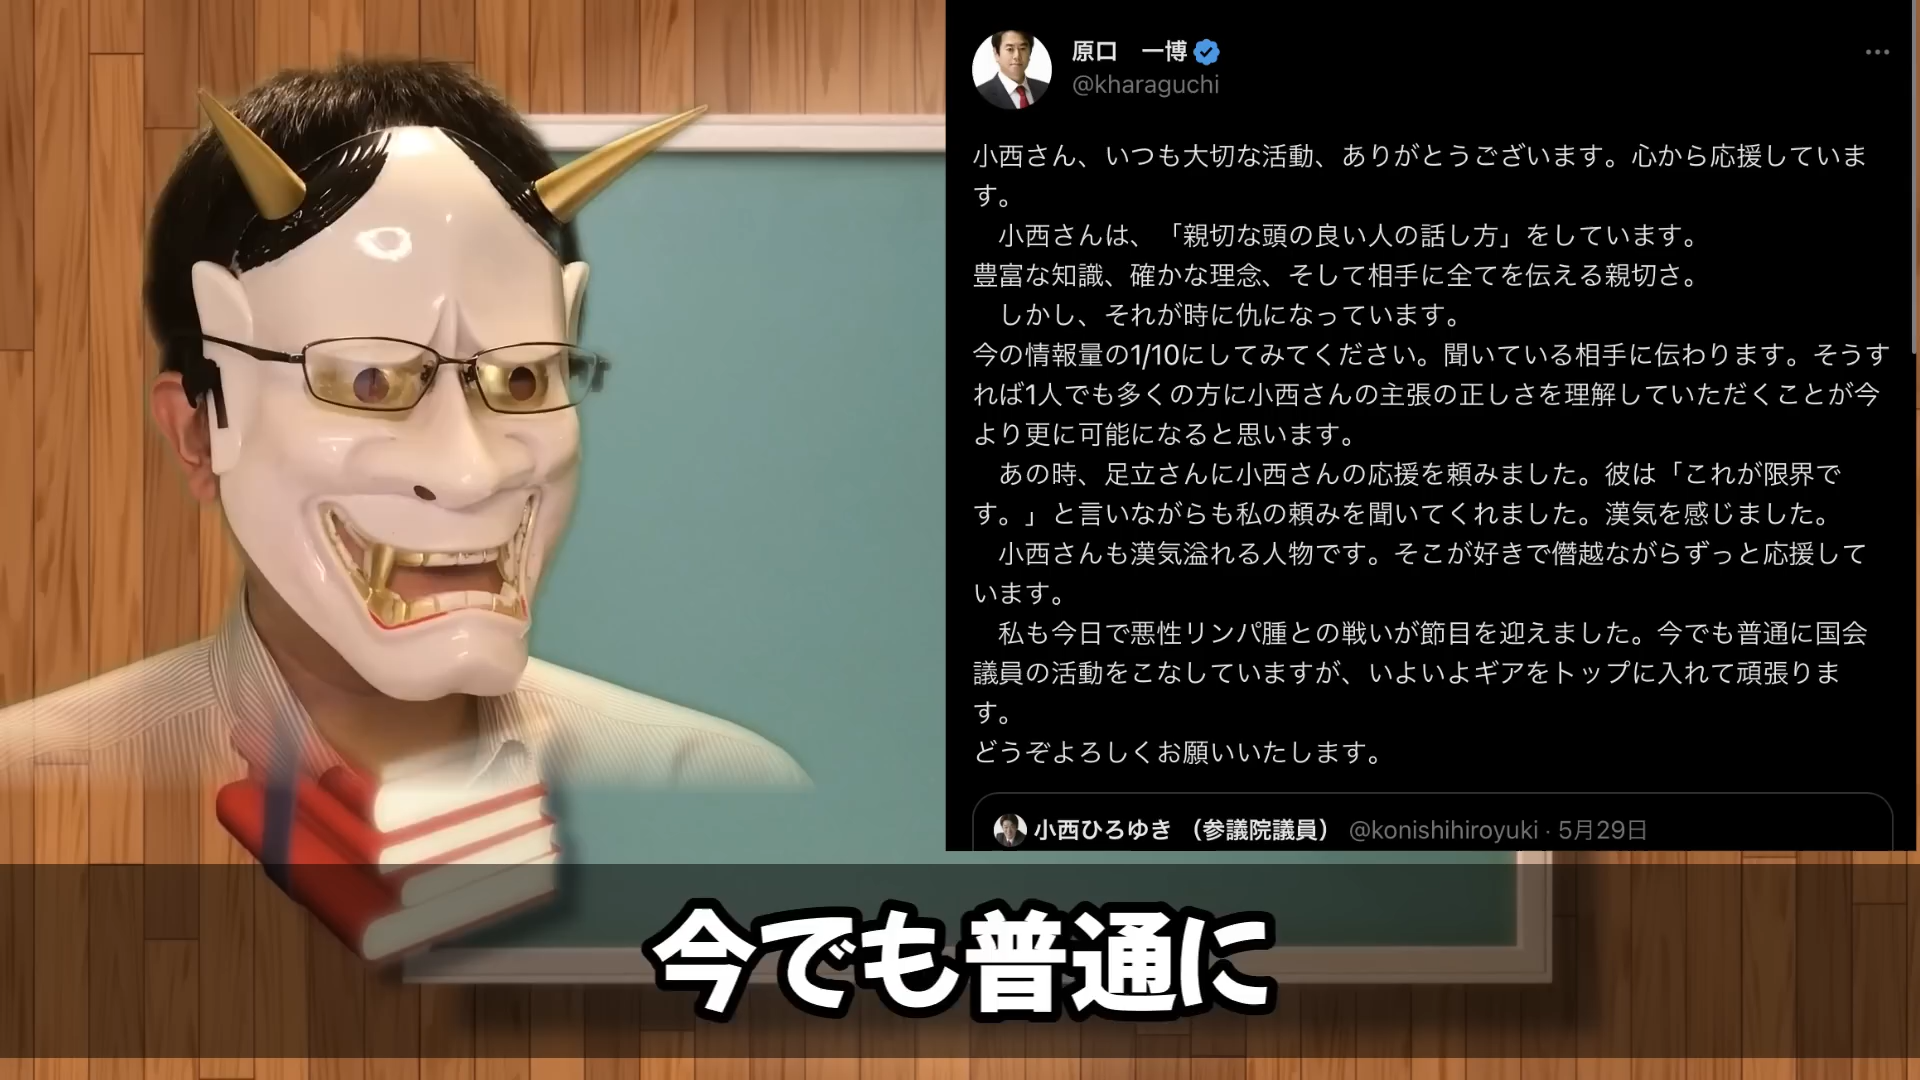 原口　一博
@kharaguchi
小西さん、いつも大切な活動、ありがとうございます。心から応援していま
す。
　小西さんは、「親切な頭の良い人の話し方」をしています。
豊富な知識、確かな理念、そして相手に全てを伝える親切さ。
　しかし、それが時に仇になっています。
今の情報量の1/10にしてみてください。聞いている相手に伝わります。そうす
れば1人でも多くの方に小西さんの主張の正しさを理解していただくことが今
より更に可能になると思います。
　あの時、足立さんに小西さんの応援を頼みました。彼は「これが限界で
す。」と言いながらも私の頼みを聞いてくれました。漢気を感じました。
　小西さんも漢気溢れる人物です。そこが好きで僭越ながらずっと応援して
います。
　私も今日で悪性リンパ腫との戦いが節目を迎えました。今でも普通に国会
議員の活動をこなしていますが、いよいよギアをトップに入れて頑張りま
す。
どうぞよろしくお願いいたします。
小西ひろゆき （参議院議員） @konishihiroyuki · 5月29日
今でも普通に